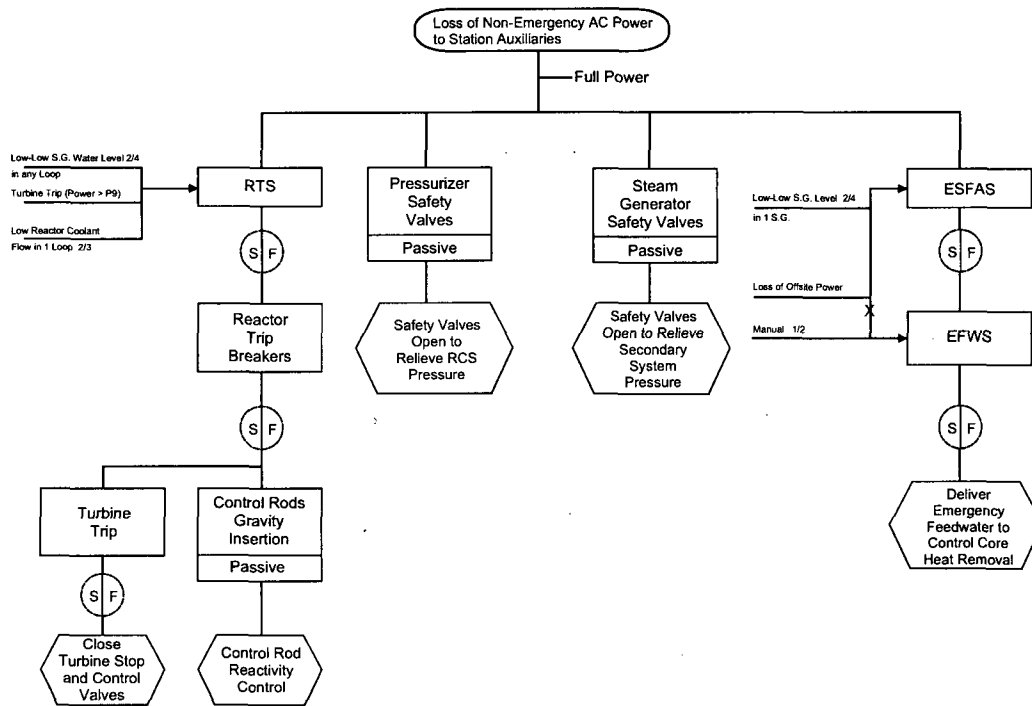 Loss of Non-Emergency AC Power
to Station Auxiliaries
Full Power
Low-Low S.G. Water Level 2/4
in any Loop
Turbine Trip (Power > P9)
Low Reactor Coolant
Flow in 1 Loop 2/3
RTS
S F
Reactor
Trip
Breakers
S F
Turbine
Trip
S F
Close
Turbine Stop
and Control
Valves
Control Rods
Gravity
Insertion
Passive
Control Rod
Reactivity
Control
Pressurizer
Safety
Valves
Passive
Safety Valves
Open to
Relieve RCS
Pressure
Steam
Generator
Safety Valves
Passive
Safety Valves
Open to Relieve
Secondary
System
Pressure
Low-Low S.G. Level 2/4
in 1 S.G.
Loss of Offsite Power
X
Manual 1/2
ESFAS
S F
EFWS
S F
Deliver
Emergency
Feedwater to
Control Core
Heat Removal